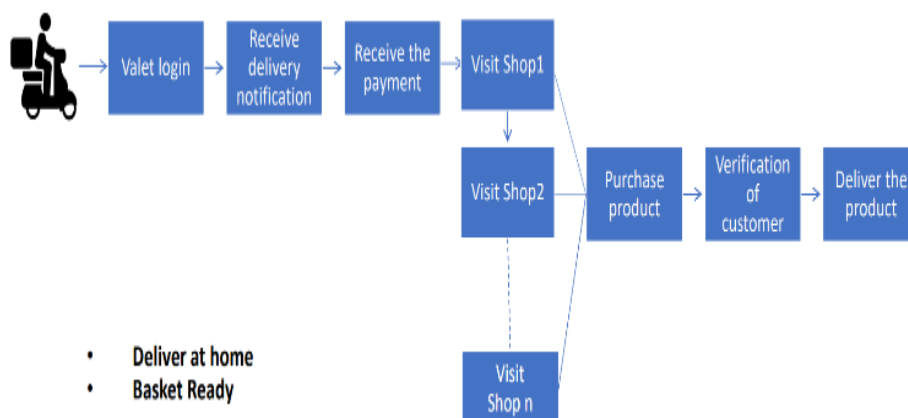 Valet login
Receive
delivery
notification
Receive the
payment
Visit Shop1
Visit Shop2
Visit
Shop n
Purchase
product
Verification
of
customer
Deliver the
product
• Deliver at home
• Basket Ready